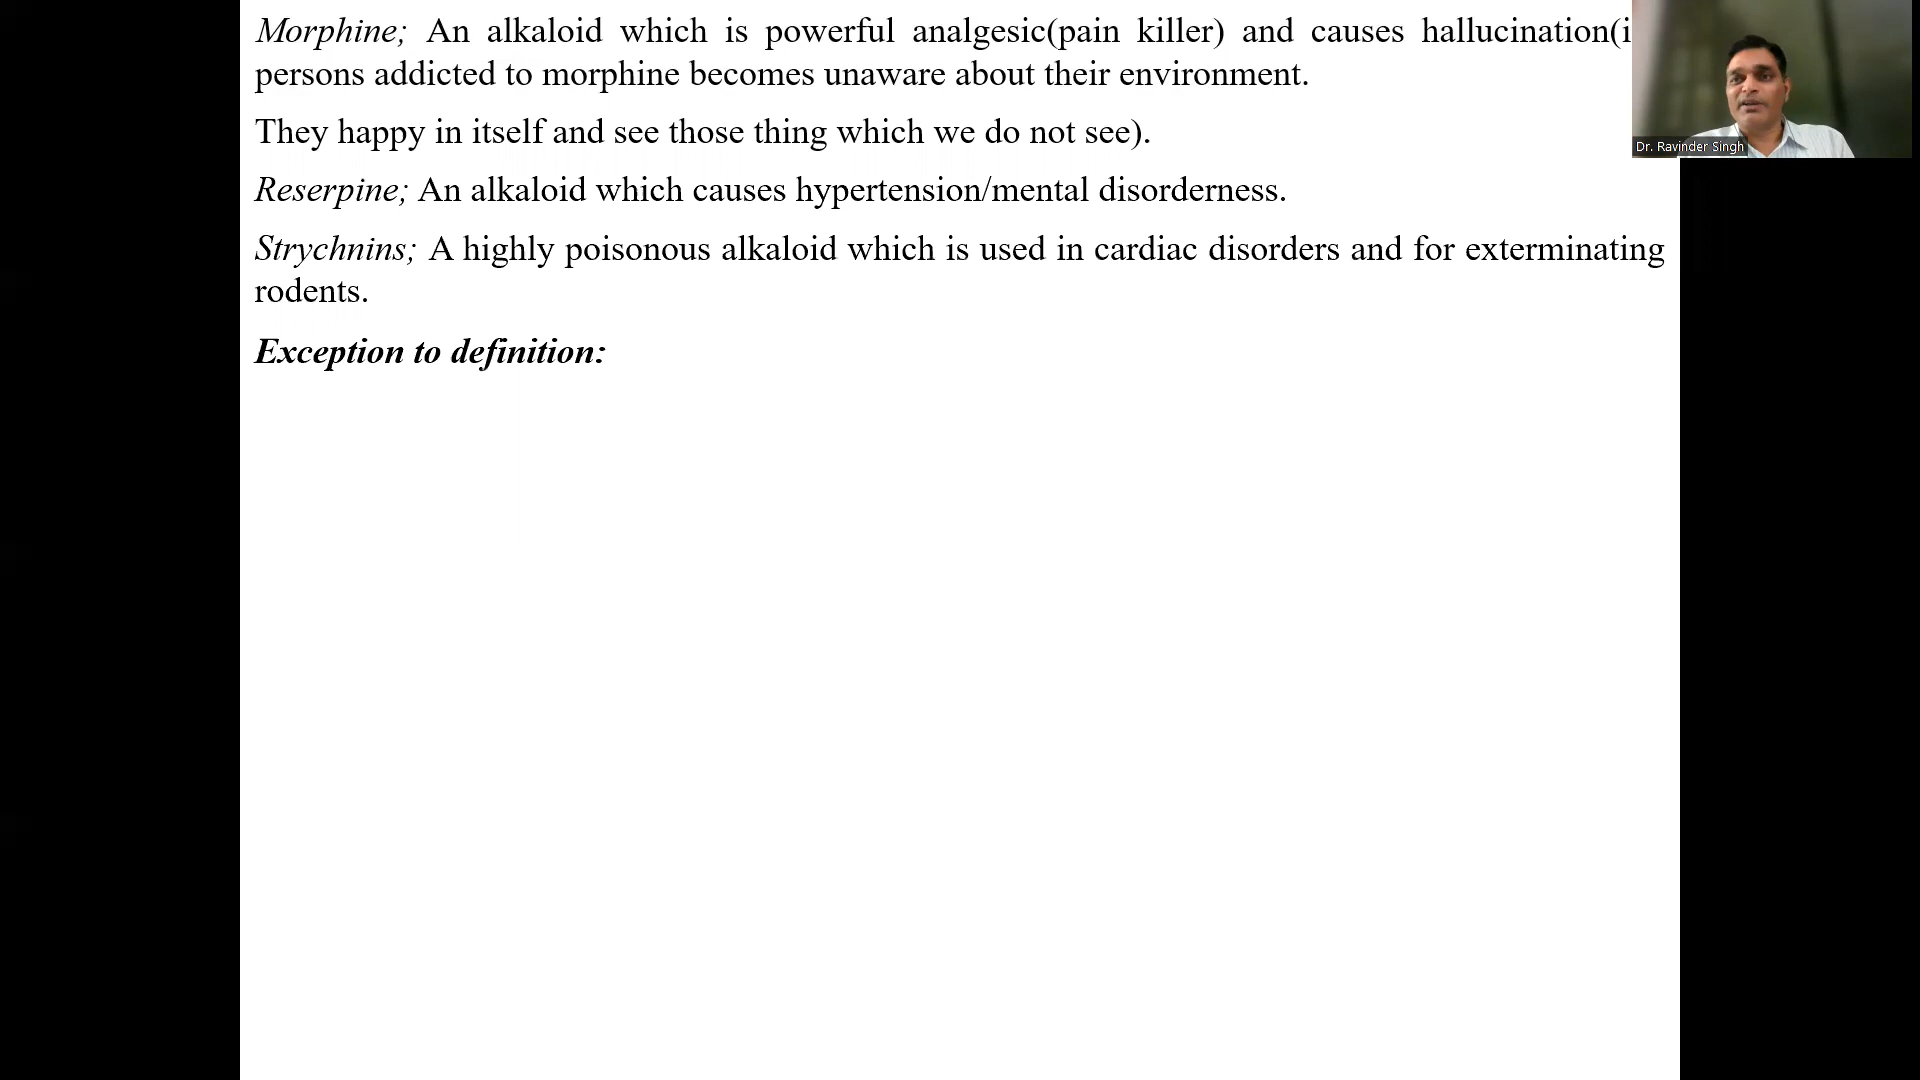 Morphine; An alkaloid which is powerful analgesic(pain killer) and causes hallucination(i
persons addicted to morphine becomes unaware about their environment.
They happy in itself and see those thing which we do not see).
Reserpine; An alkaloid which causes hypertension/mental disorderness.
Strychnins; A highly poisonous alkaloid which is used in cardiac disorders and for exterminating
rodents.
Exception to definition:
Dr. Ravinder Singh